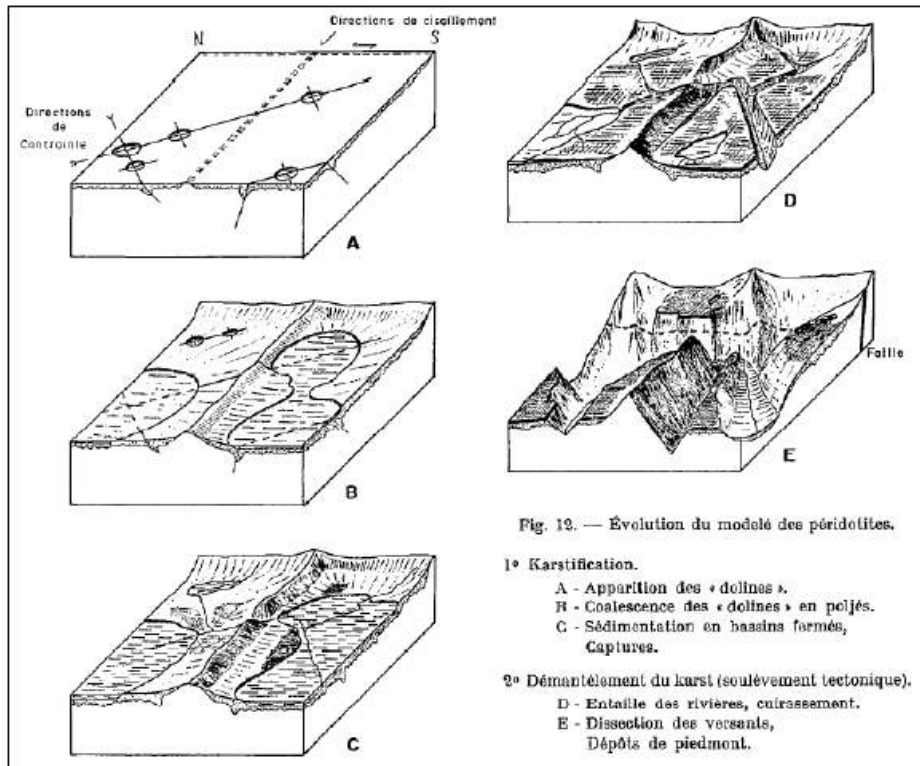 Directions de cisaillement
N
S
Directions
de
Contrainte
A
B
C
D
Faille
E
Fig. 12. — Évolution du modelé des péridotites.
1º Karstification.
A - Apparition des « dolines ».
B - Coalescence des « dolines » en poljés.
C - Sédimentation en bassins fermés,
Captures.
2º Démantèlement du karst (soulèvement tectonique).
D - Entaille des rivières, cuirassement.
E - Dissection des versants,
Dépôts de piedmont.